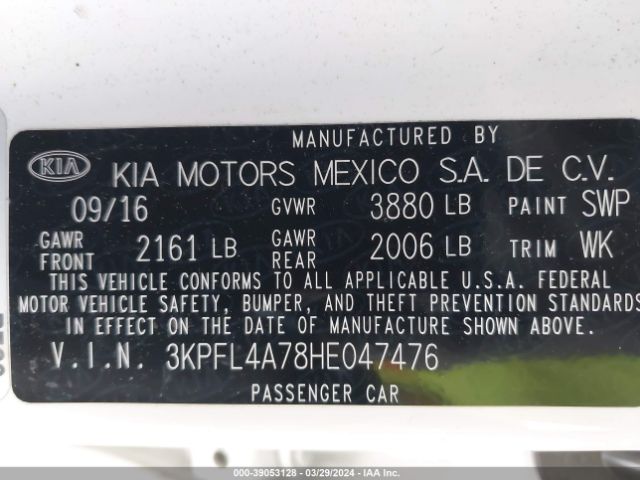 MANUFACTURED BY
KIA KIA MOTORS MEXICO S.A. DE C.V.
09/16 GVWR 3880 LB PAINT SWP
GAWR FRONT 2161 LB GAWR REAR 2006 LB TRIM WK
THIS VEHICLE CONFORMS TO ALL APPLICABLE U.S.A. FEDERAL
MOTOR VEHICLE SAFETY, BUMPER, AND THEFT PREVENTION STANDARDS
IN EFFECT ON THE DATE OF MANUFACTURE SHOWN ABOVE.
V.I.N. 3KPFL4A78HE047476
PASSENGER CAR
000-39053128 - 03/29/2024 - IAA Inc.